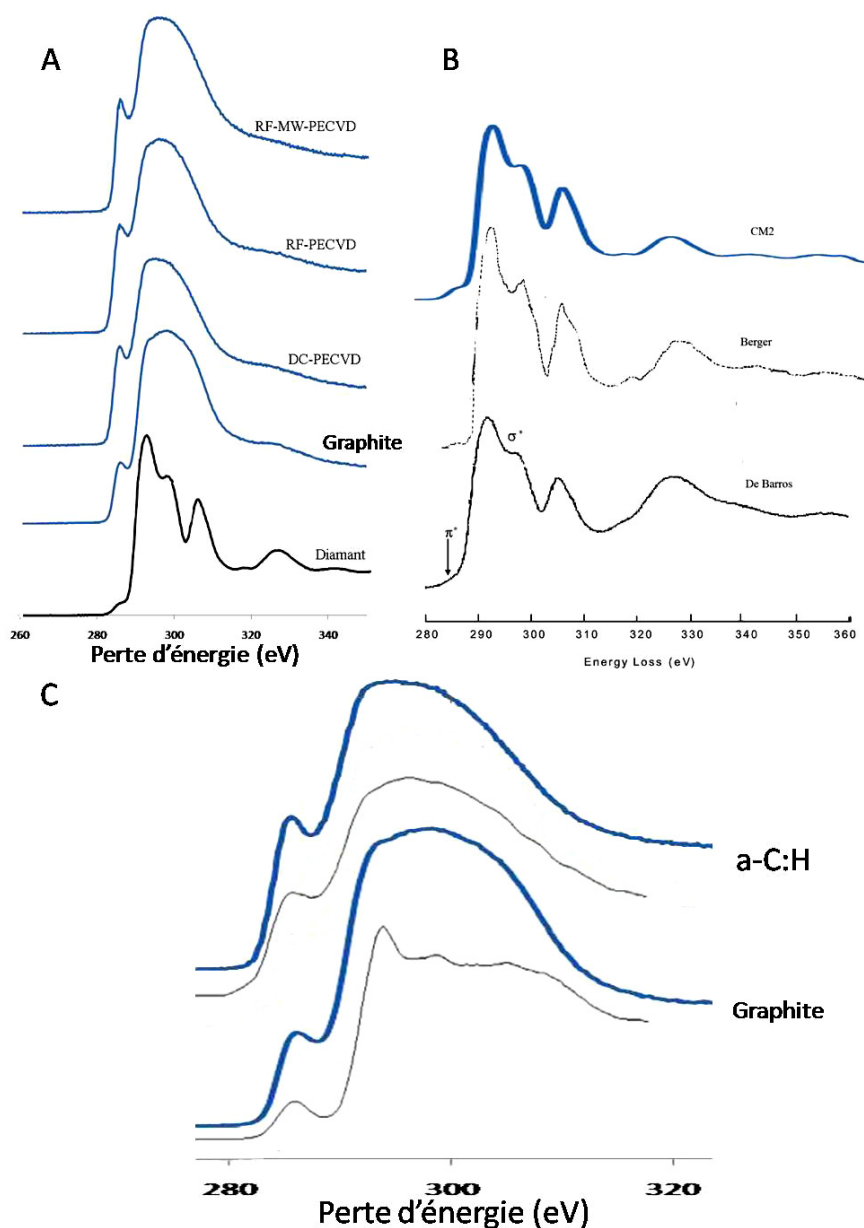 A
RF-MW-PECVD
RF-PECVD
DC-PECVD
Graphite
Diamant
260 280 300 320 340
Perte d'énergie (eV)
B
CM2
Berger
σ*
De Barros
π*
280 290 300 310 320 330 340 350 360
Energy Loss (eV)
C
a-C:H
Graphite
280 300 320
Perte d'énergie (eV)